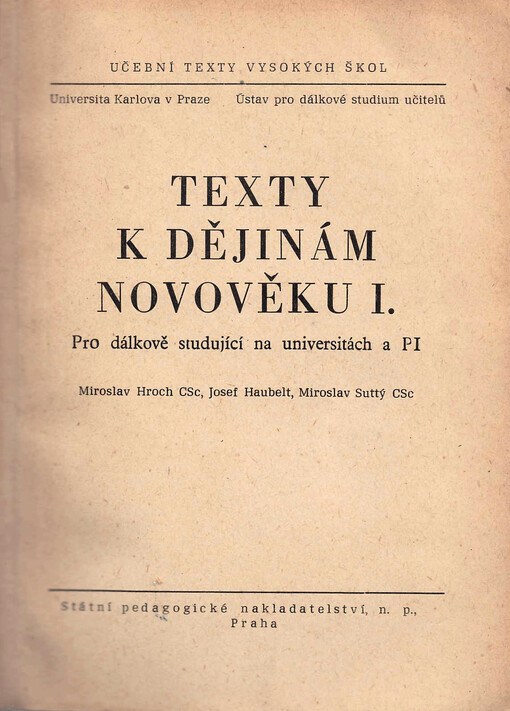 UČEBNÍ TEXTY VYSOKÝCH ŠKOL
Universita Karlova v Praze Ústav pro dálkové studium učitelů
TEXTY
K DĚJINÁM
NOVOVĚKU I.
Pro dálkově studující na universitách a PI
Miroslav Hroch CSc, Josef Haubelt, Miroslav Suttý CSc
Státní pedagogické nakladatelství, n. p.,
Praha